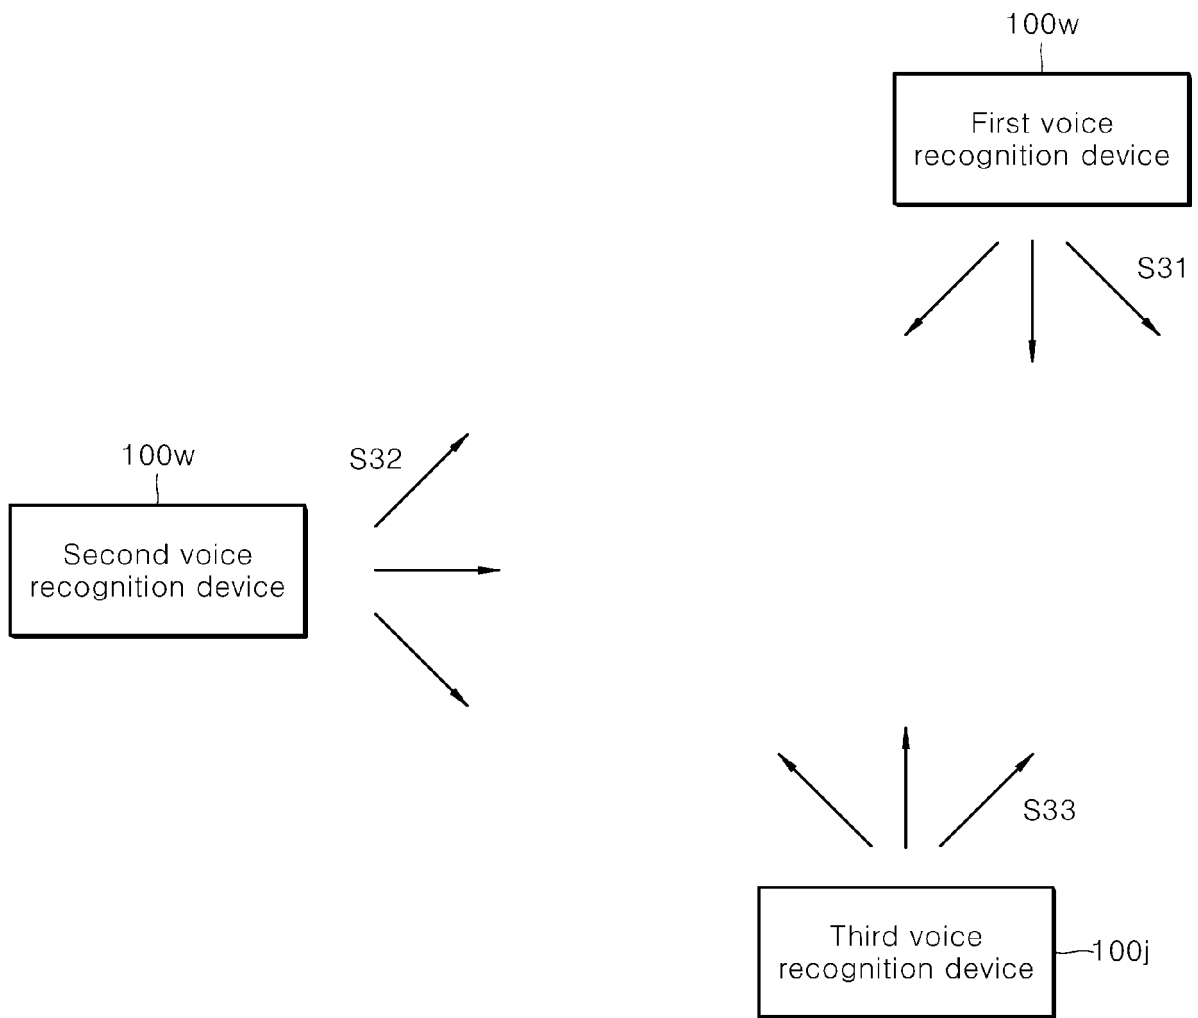 100w
First voice
recognition device
S31
100w
S32
Second voice
recognition device
S33
Third voice
recognition device
100j